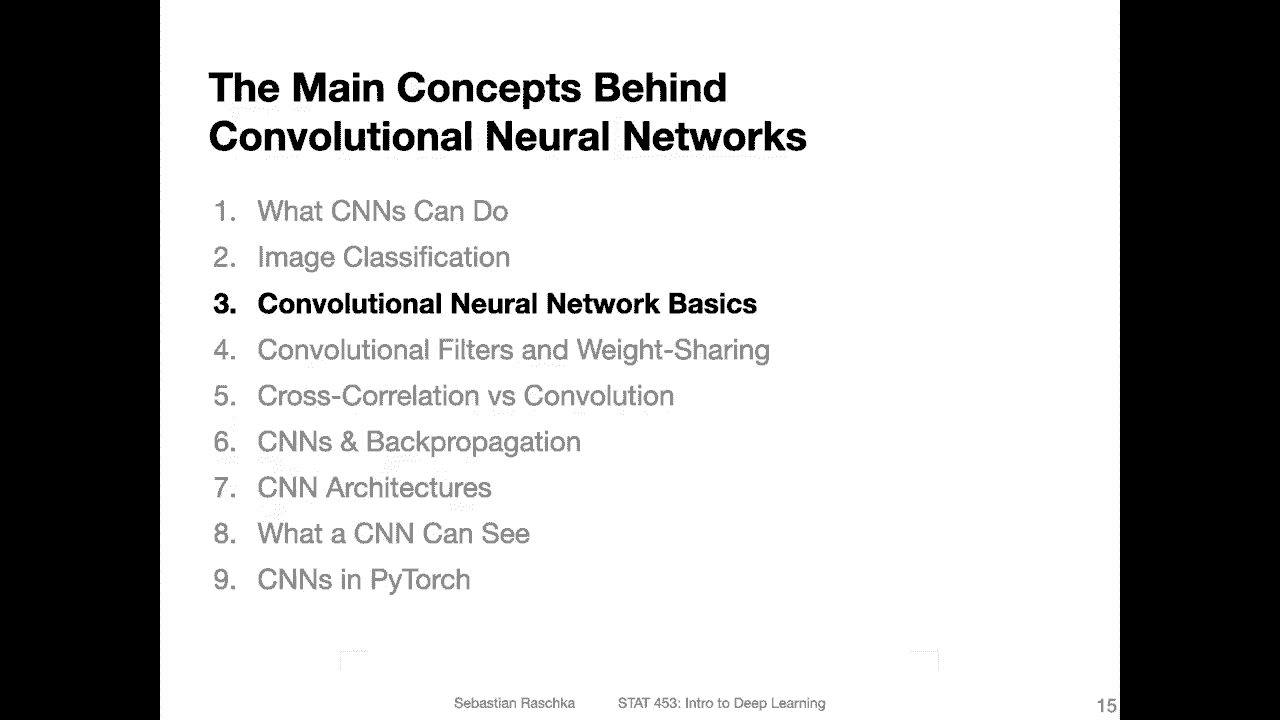 The Main Concepts Behind
Convolutional Neural Networks
1. What CNNs Can Do
2. Image Classification
3. Convolutional Neural Network Basics
4. Convolutional Filters and Weight-Sharing
5. Cross-Correlation vs Convolution
6. CNNs & Backpropagation
7. CNN Architectures
8. What a CNN Can See
9. CNNs in PyTorch
Sebastian Raschka STAT 453: Intro to Deep Learning 15